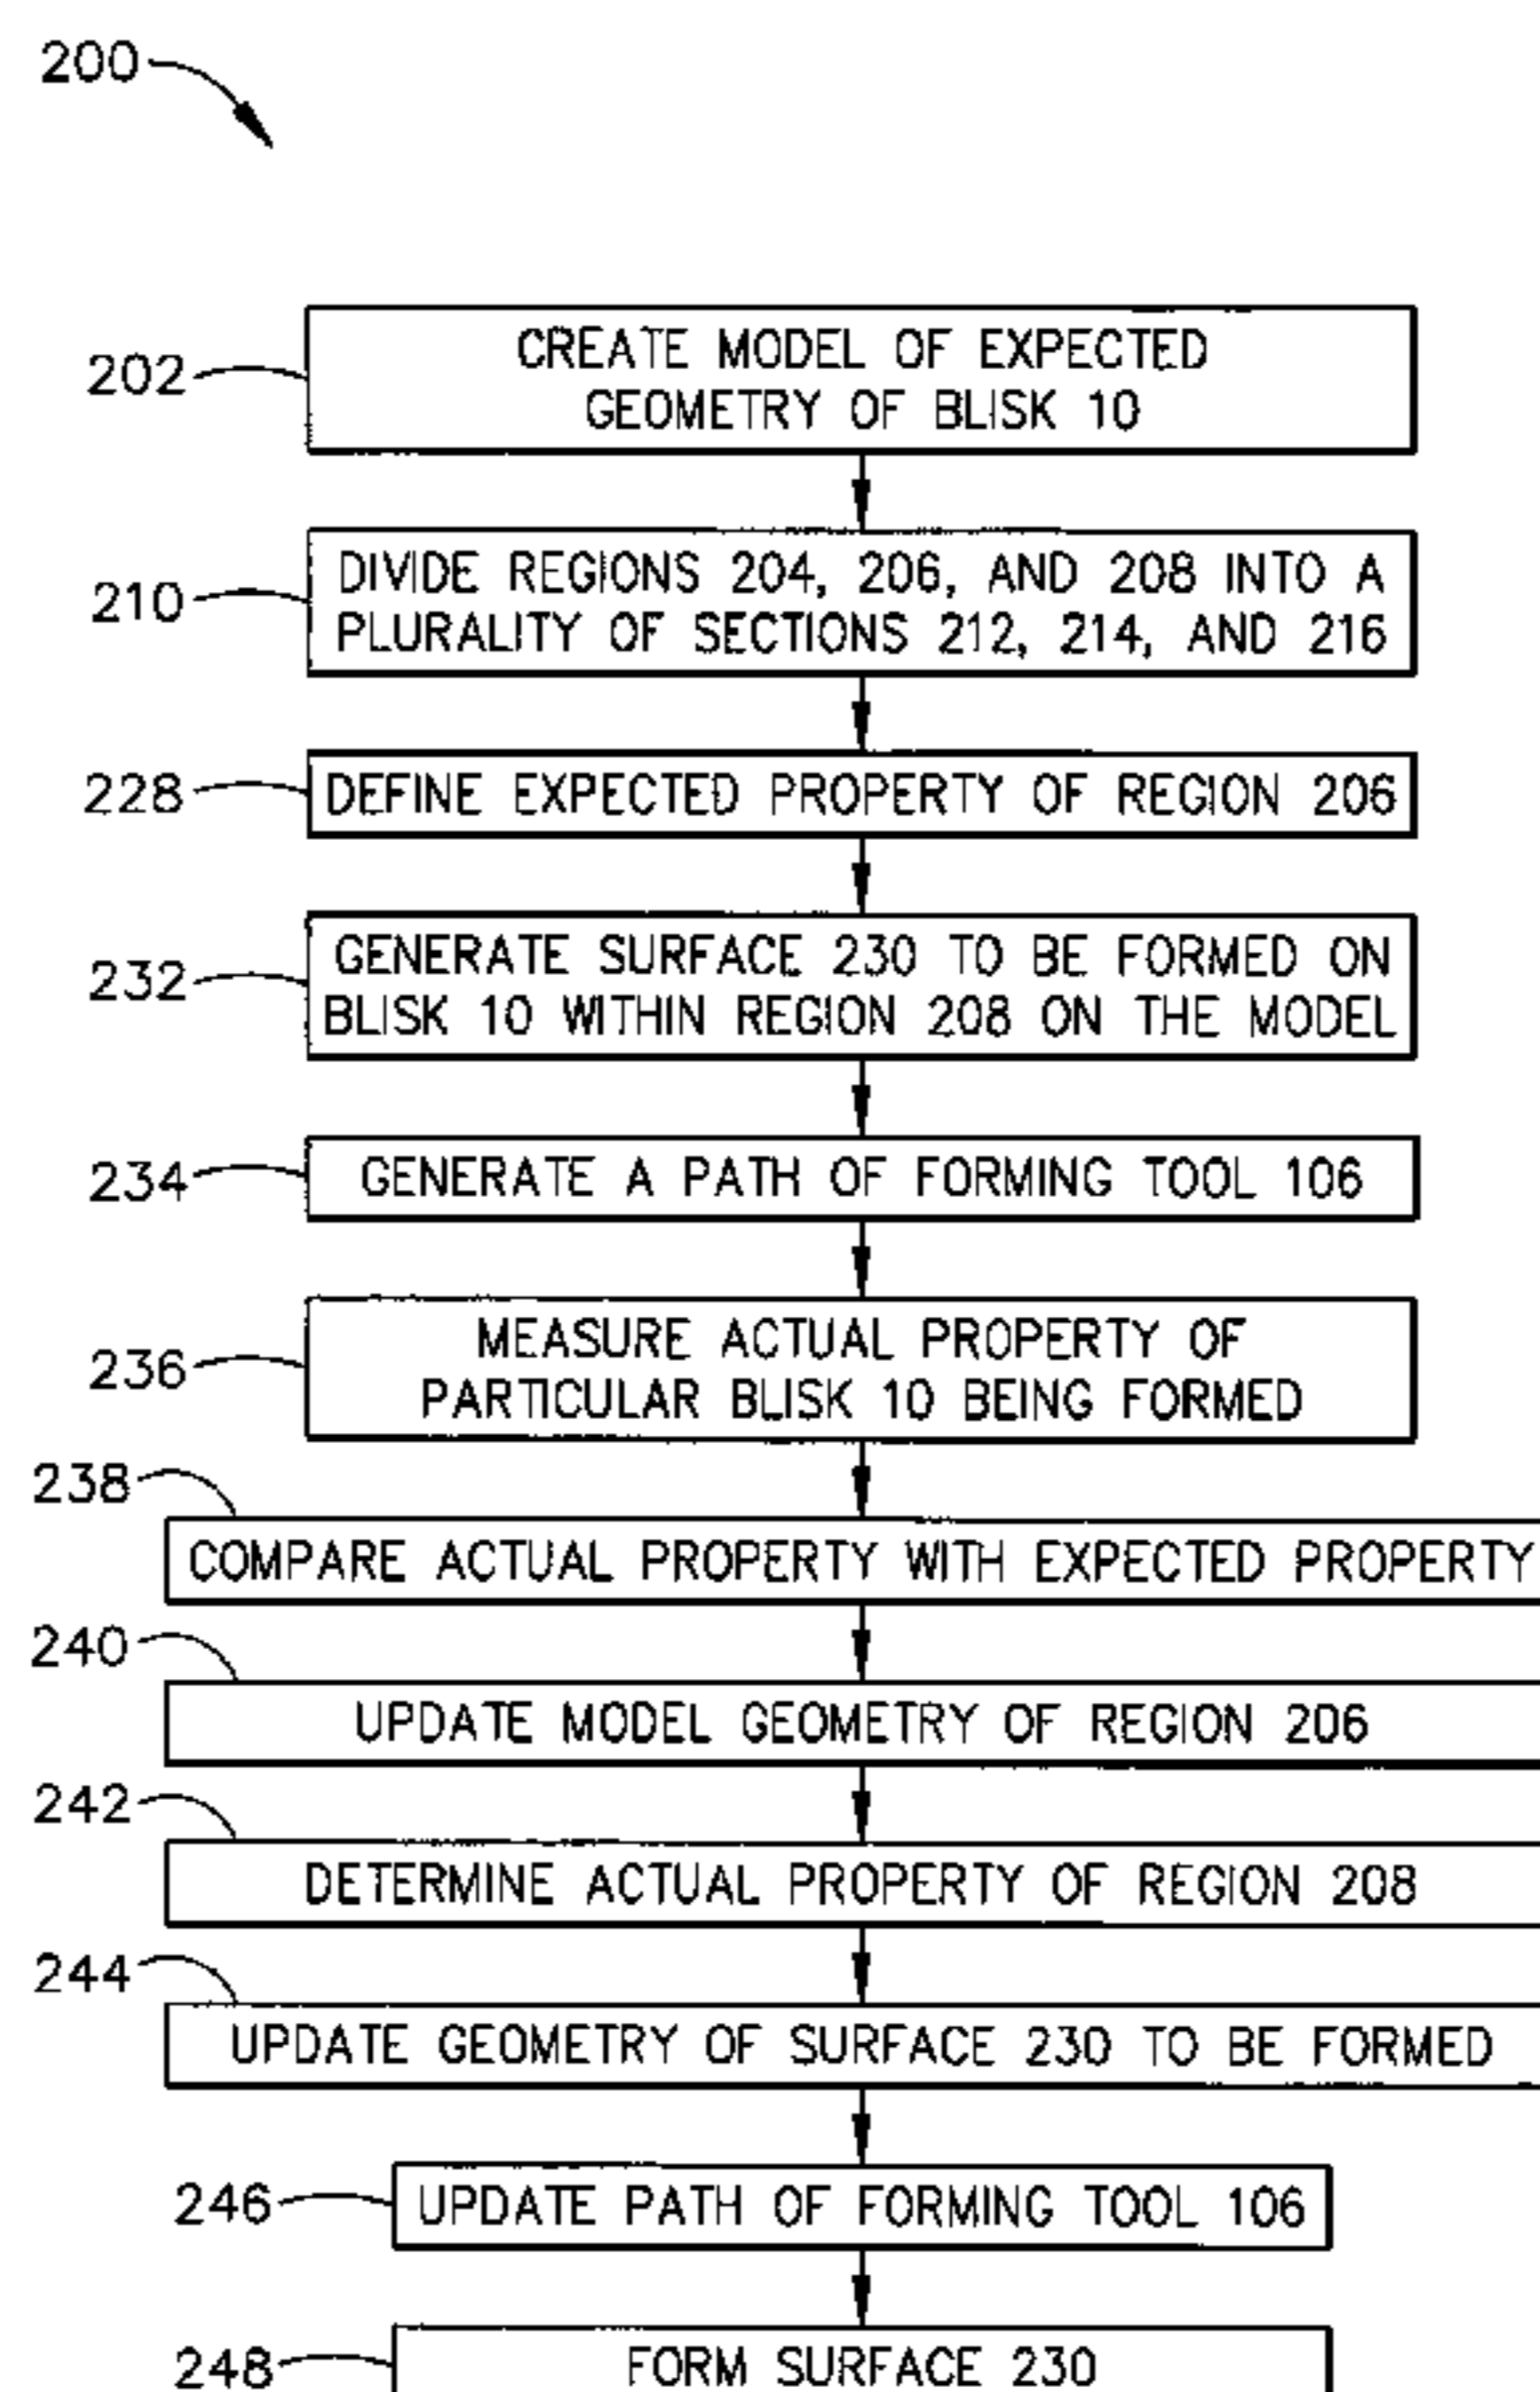 200
202
CREATE MODEL OF EXPECTED
GEOMETRY OF BLISK 10
210
DIVIDE REGIONS 204, 206, AND 208 INTO A
PLURALITY OF SECTIONS 212, 214, AND 216
228
DEFINE EXPECTED PROPERTY OF REGION 206
232
GENERATE SURFACE 230 TO BE FORMED ON
BLISK 10 WITHIN REGION 208 ON THE MODEL
234
GENERATE A PATH OF FORMING TOOL 106
236
MEASURE ACTUAL PROPERTY OF
PARTICULAR BLISK 10 BEING FORMED
238
COMPARE ACTUAL PROPERTY WITH EXPECTED PROPERTY
240
UPDATE MODEL GEOMETRY OF REGION 206
242
DETERMINE ACTUAL PROPERTY OF REGION 208
244
UPDATE GEOMETRY OF SURFACE 230 TO BE FORMED
246
UPDATE PATH OF FORMING TOOL 106
248
FORM SURFACE 230